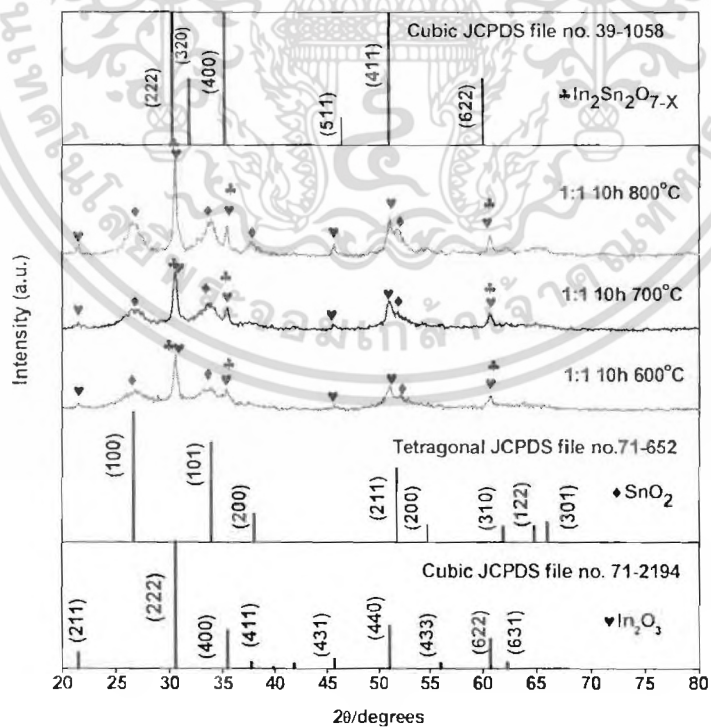 Cubic JCPDS file no. 39-1058
(222)
(320)
(400)
(511)
(411)
(622)
♣In₂Sn₂O₇₋ₓ
1:1 10h 800°C
1:1 10h 700°C
1:1 10h 600°C
Intensity (a.u.)
Tetragonal JCPDS file no.71-652
(100)
(101)
(200)
(211)
(200)
(310)
(122)
(301)
♦SnO₂
Cubic JCPDS file no. 71-2194
(211)
(222)
(400)
(411)
(431)
(440)
(433)
(622)
(631)
♥In₂O₃
20 25 30 35 40 45 50 55 60 65 70 75 80
2θ/degrees